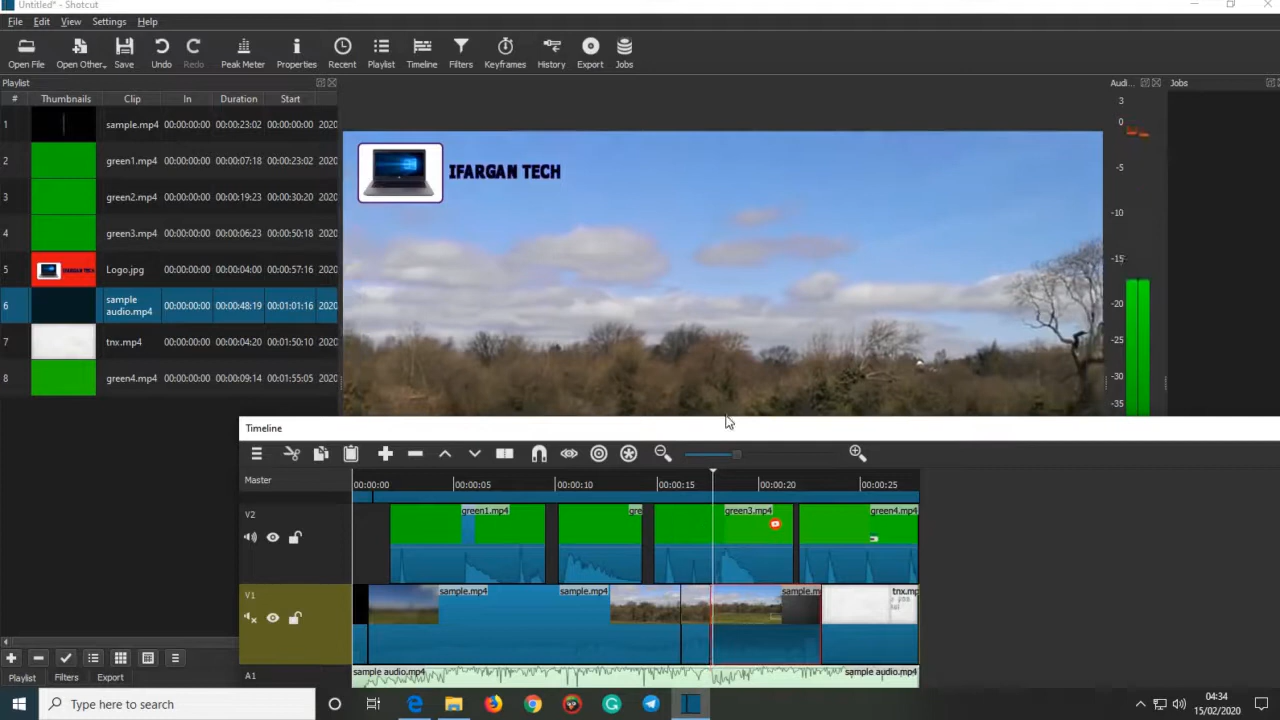 Untitled* - Shotcut
File Edit View Settings Help
Open File Open Other.. Save Undo Redo Peak Meter Properties Recent Playlist Timeline Filters Keyframes History Export Jobs
Playlist
# Thumbnails Clip In Duration Start
1 sample.mp4 00:00:00:00 00:00:23:02 00:00:00:00 2020
2 green1.mp4 00:00:00:00 00:00:07:18 00:00:23:02 2020
3 green2.mp4 00:00:00:00 00:00:19:23 00:00:30:20 2020
4 green3.mp4 00:00:00:00 00:00:06:23 00:00:50:18 2020
5 Logo.jpg 00:00:00:00 00:00:04:00 00:00:57:16 2020
6 sample audio.mp4 00:00:00:00 00:00:48:19 00:01:01:16 2020
7 tnx.mp4 00:00:00:00 00:00:04:20 00:01:50:10 2020
8 green4.mp4 00:00:00:00 00:00:09:14 00:01:55:05 2020
IFARGAN TECH
Audi...
3
0
-5
-10
-15
-20
-25
-30
-35
Jobs
Timeline
Master
00:00:00 00:00:05 00:00:10 00:00:15 00:00:20 00:00:25
V2
green1.mp4 gre green3.mp4 green4.mp4
V1
sample.mp4 sample.mp4 sample.m tnx.mp
A1
sample audio.mp4 sample audio.mp4
Playlist Filters Export
Type here to search
04:34
15/02/2020